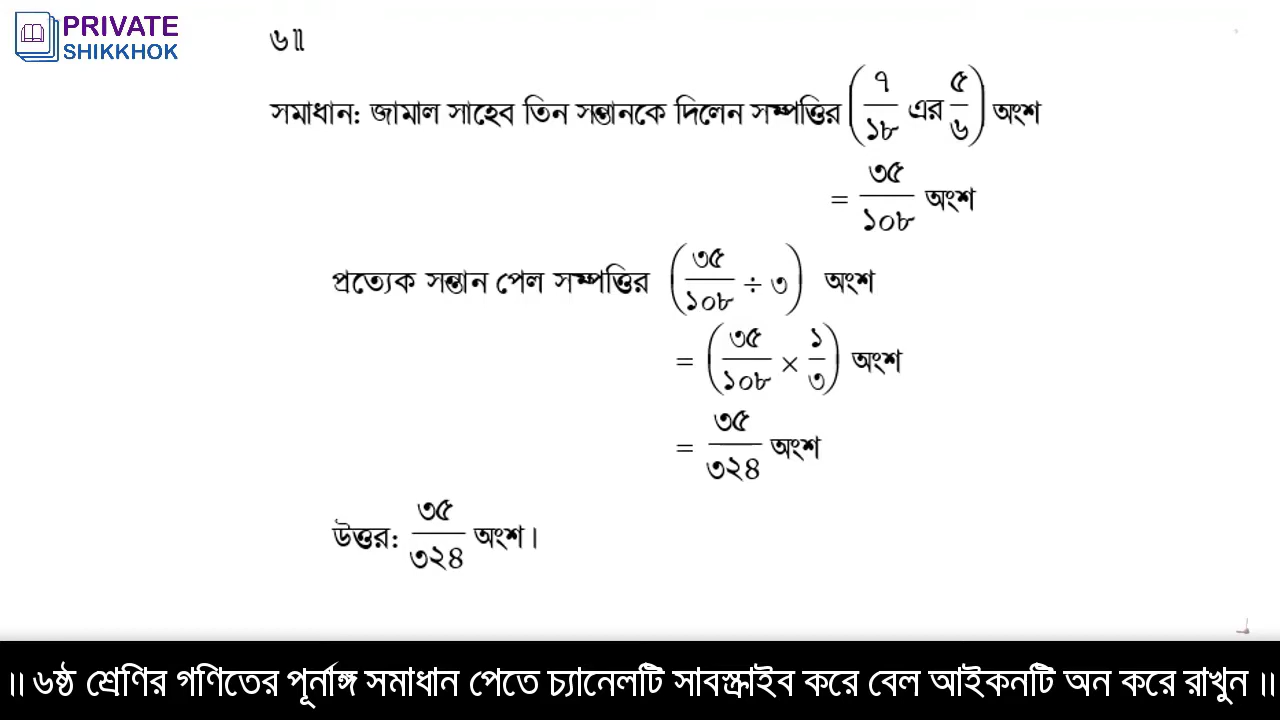 PRIVATE
SHIKKHOK
৬॥
সমাধান: জামাল সাহেব তিন সন্তানকে দিলেন সম্পত্তির (৭/১৮ এর ৫/৬) অংশ
= ৩৫/১০৮ অংশ
প্রত্যেক সন্তান পেল সম্পত্তির (৩৫/১০৮ ÷ ৩) অংশ
= (৩৫/১০৮ × ১/৩) অংশ
= ৩৫/৩২৪ অংশ
উত্তর: ৩৫/৩২৪ অংশ।
॥ ৬ষ্ঠ শ্রেণির গণিতের পূর্নাঙ্গ সমাধান পেতে চ্যানেলটি সাবস্ক্রাইব করে বেল আইকনটি অন করে রাখুন ॥